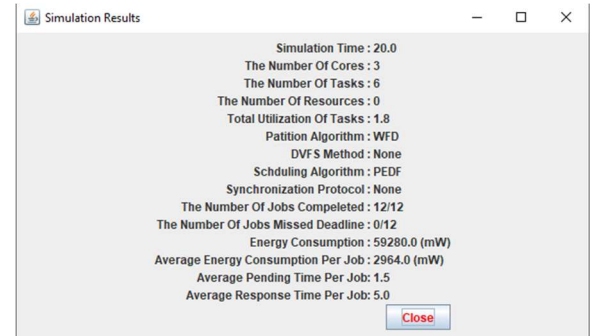 Simulation Results
Simulation Time : 20.0
The Number Of Cores : 3
The Number Of Tasks : 6
The Number Of Resources : 0
Total Utilization Of Tasks : 1.8
Patition Algorithm : WFD
DVFS Method : None
Schduling Algorithm : PEDF
Synchronization Protocol : None
The Number Of Jobs Compeleted : 12/12
The Number Of Jobs Missed Deadline : 0/12
Energy Consumption : 59280.0 (mW)
Average Energy Consumption Per Job : 2964.0 (mW)
Average Pending Time Per Job: 1.5
Average Response Time Per Job: 5.0
Close